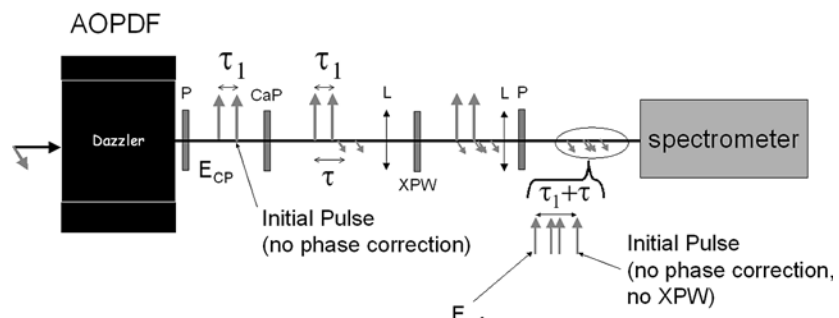 AOPDF
Dazzler
P
τ1
E CP
CaP
τ1
τ
L
XPW
L
P
spectrometer
τ1+τ
Initial Pulse
(no phase correction)
Initial Pulse
(no phase correction,
no XPW)